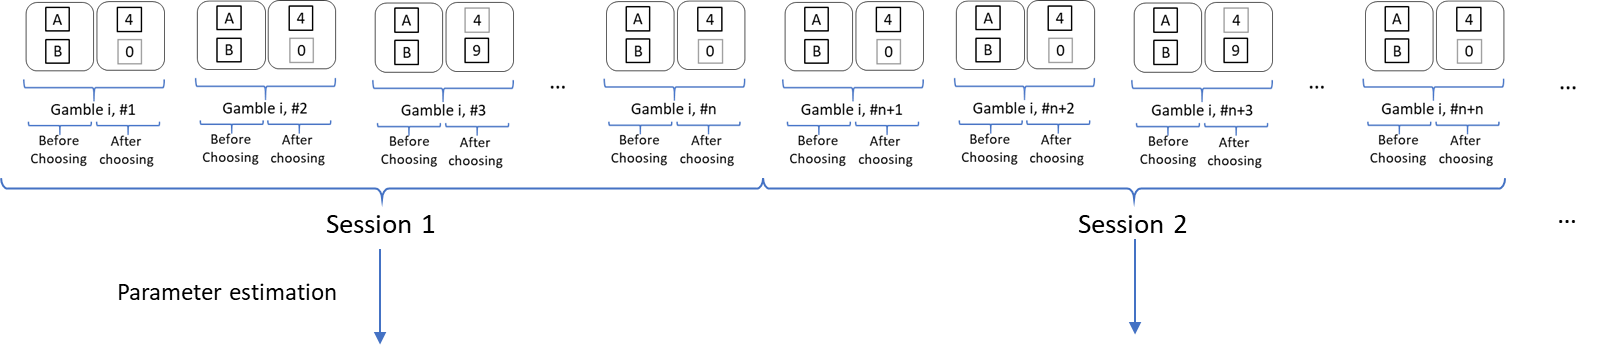 A 4 A 4 A 4 A 4 A 4 A 4 A 4 A 4
B 0 B 0 B 9 B 0 B 0 B 0 B 9 B 0
... ... ...
Gamble i, #1 Gamble i, #2 Gamble i, #3 Gamble i, #n Gamble i, #n+1 Gamble i, #n+2 Gamble i, #n+3 Gamble i, #n+n
Before After Before After Before After Before After Before After Before After Before After Before After
Choosing choosing Choosing choosing Choosing choosing Choosing choosing Choosing choosing Choosing choosing Choosing choosing Choosing choosing
Session 1 Session 2 ...
Parameter estimation